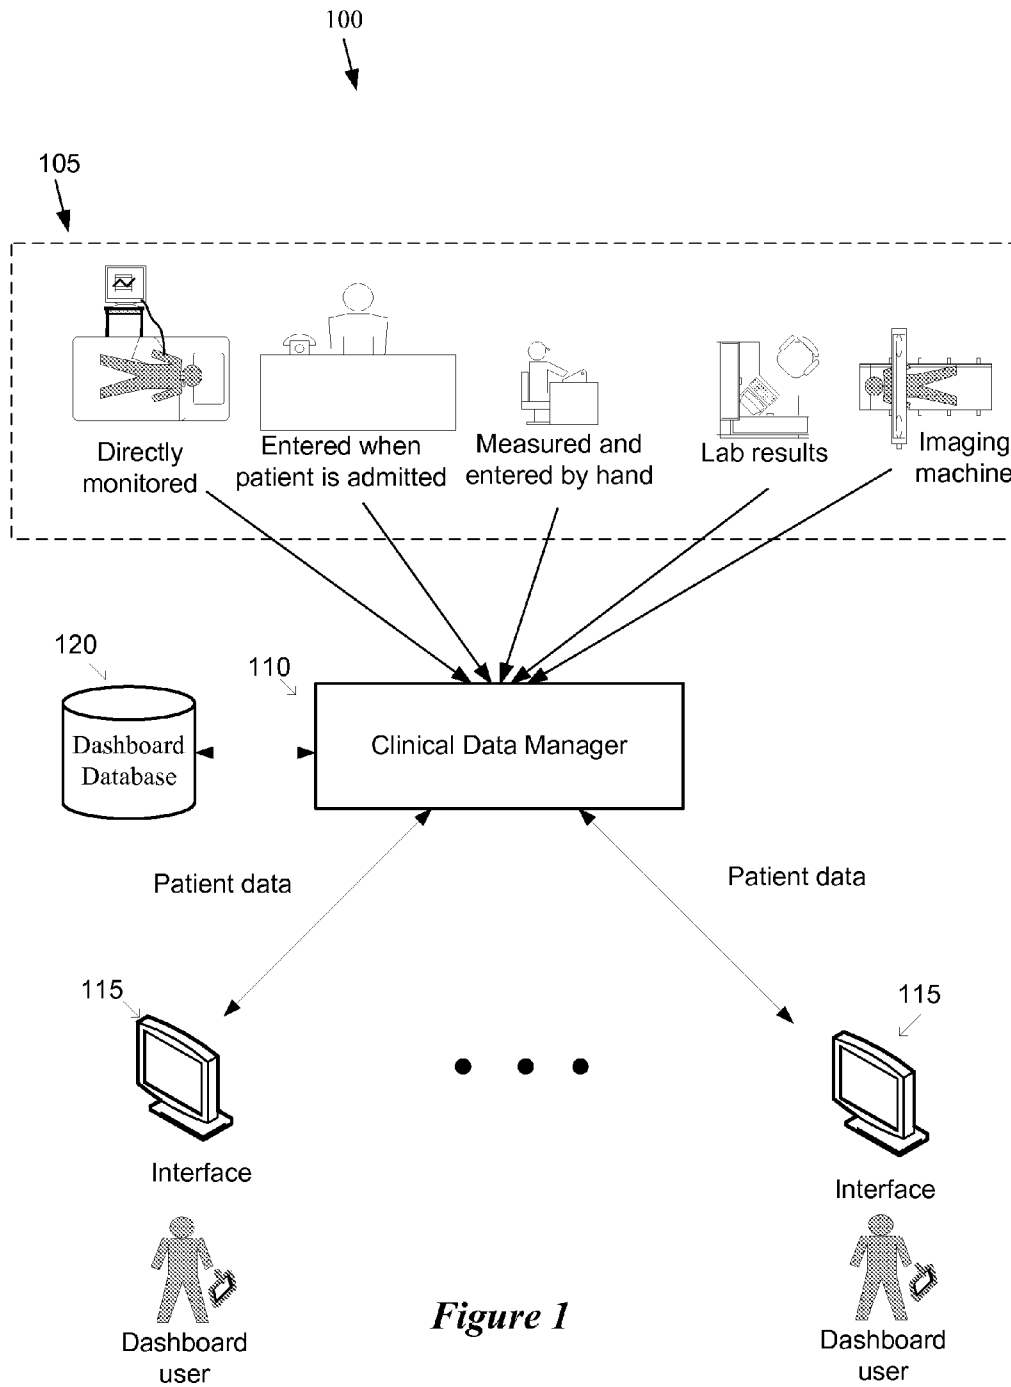 100
105
Directly
monitored
Entered when
patient is admitted
Measured and
entered by hand
Lab results
Imaging
machine
120
110
Dashboard
Database
Clinical Data Manager
Patient data
Patient data
115
115
Interface
Interface
Dashboard
user
Figure 1
Dashboard
user